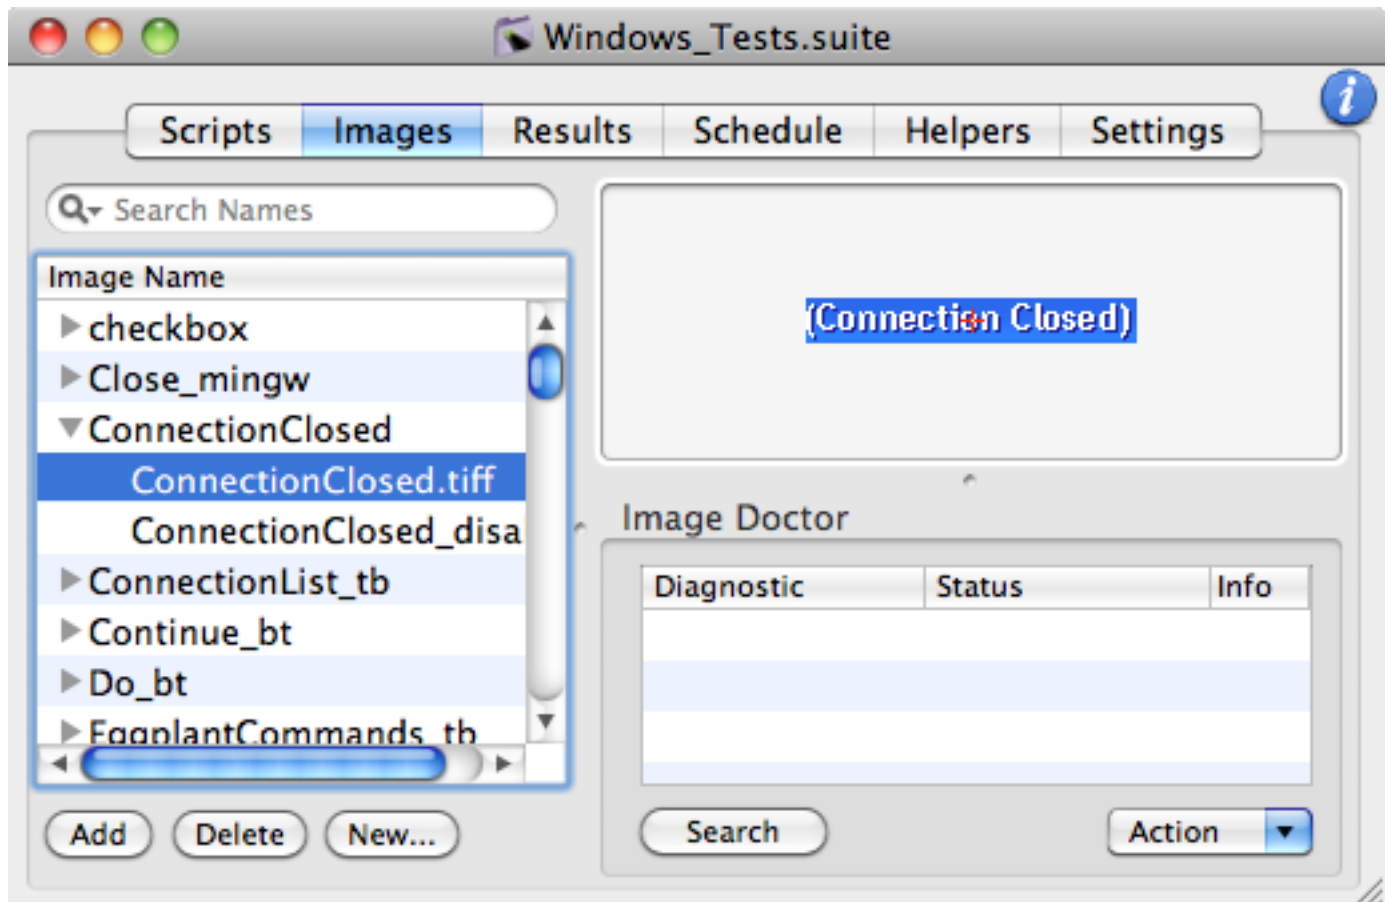 Windows_Tests.suite
i
Scripts Images Results Schedule Helpers Settings
Search Names
Image Name
checkbox
Close_mingw
ConnectionClosed
ConnectionClosed.tiff
ConnectionClosed_disa
ConnectionList_tb
Continue_bt
Do_bt
EggplantCommands_tb
Add Delete New...
(Connection Closed)
Image Doctor
Diagnostic Status Info
Search Action